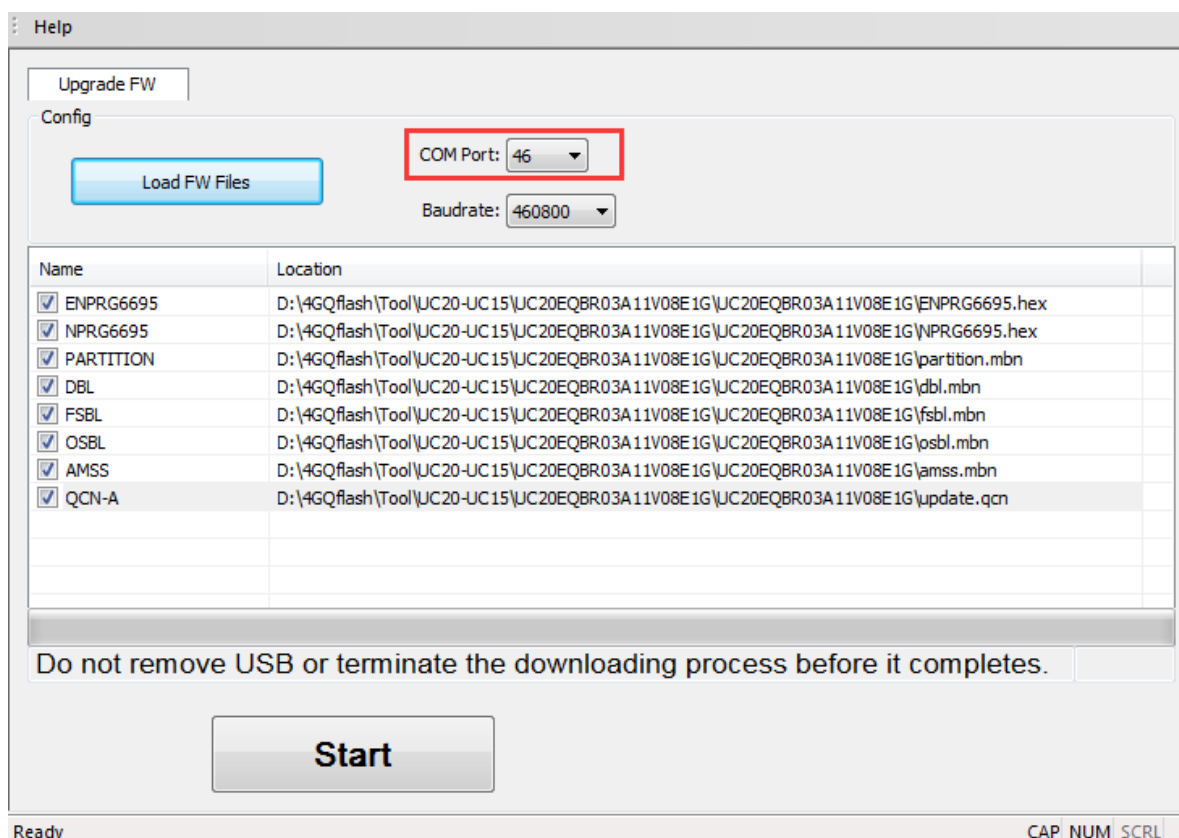 Help
Upgrade FW
Config
Load FW Files
COM Port: 46
Baudrate: 460800
Name Location
ENPRG6695 D:\4GQflash\Tool\UC20-UC15\UC20EQBR03A11V08E1G\UC20EQBR03A11V08E1G\ENPRG6695.hex
NPRG6695 D:\4GQflash\Tool\UC20-UC15\UC20EQBR03A11V08E1G\UC20EQBR03A11V08E1G\NPRG6695.hex
PARTITION D:\4GQflash\Tool\UC20-UC15\UC20EQBR03A11V08E1G\UC20EQBR03A11V08E1G\partition.mbn
DBL D:\4GQflash\Tool\UC20-UC15\UC20EQBR03A11V08E1G\UC20EQBR03A11V08E1G\dbl.mbn
FSBL D:\4GQflash\Tool\UC20-UC15\UC20EQBR03A11V08E1G\UC20EQBR03A11V08E1G\fsbl.mbn
OSBL D:\4GQflash\Tool\UC20-UC15\UC20EQBR03A11V08E1G\UC20EQBR03A11V08E1G\osbl.mbn
AMSS D:\4GQflash\Tool\UC20-UC15\UC20EQBR03A11V08E1G\UC20EQBR03A11V08E1G\amss.mbn
QCN-A D:\4GQflash\Tool\UC20-UC15\UC20EQBR03A11V08E1G\UC20EQBR03A11V08E1G\update.qcn
Do not remove USB or terminate the downloading process before it completes.
Start
Ready CAP NUM SCRL